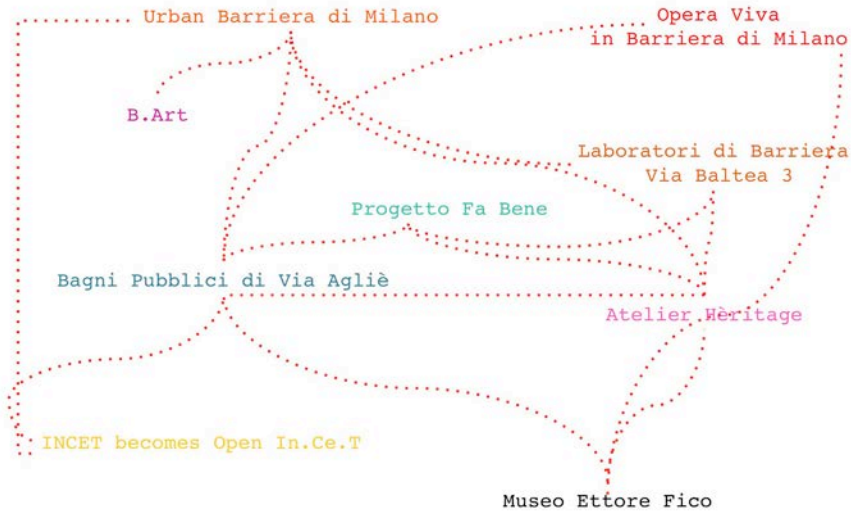 Urban Barriera di Milano
Opera Viva
in Barriera di Milano
B.Art
Laboratori di Barriera
Via Baltea 3
Progetto Fa Bene
Bagni Pubblici di Via Agliè
Atelier Hèritage
INCET becomes Open In.Ce.T
Museo Ettore Fico